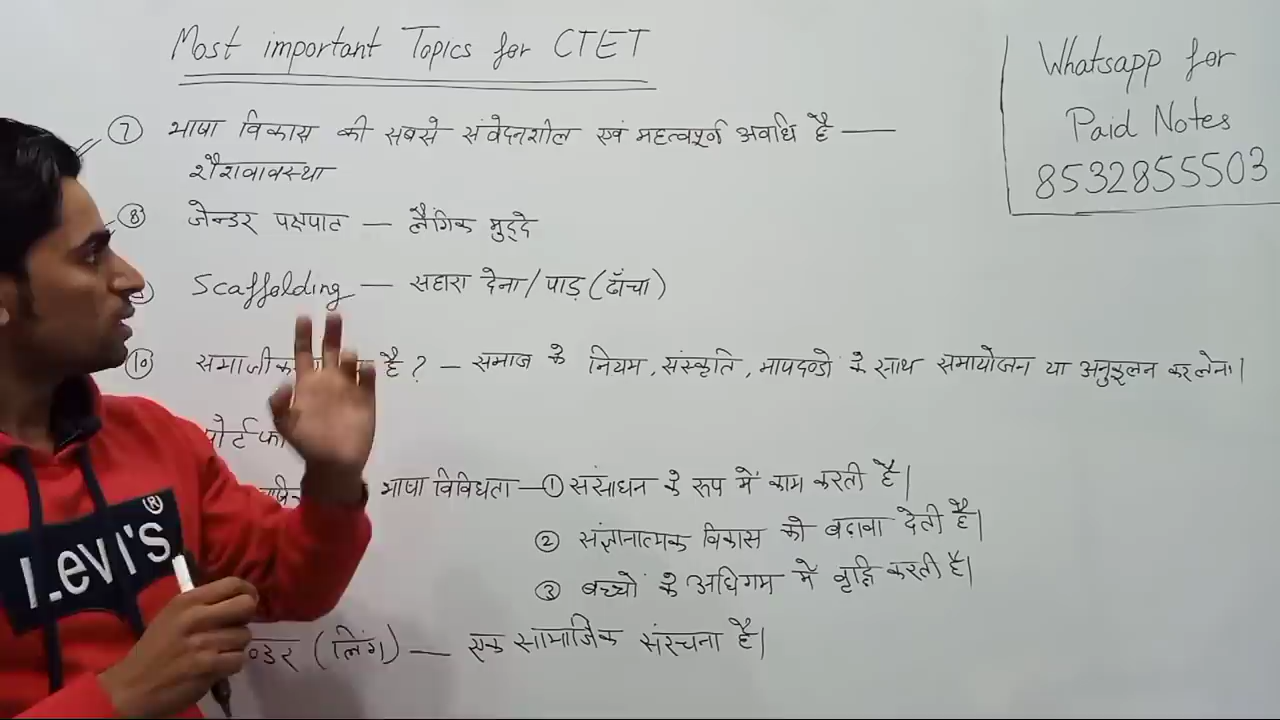 Most important Topics for CTET
Whatsapp for
Paid Notes
8532855503
⑦ भाषा विकास की सबसे संवेदनशील एवं महत्वपूर्ण अवधि है —
शैशवावस्था
⑧ जेन्डर पक्षपात — लैंगिक मुद्दे
Scaffolding — सहारा देना/पाड़ (ढाँचा)
⑩ है? — समाज के नियम, संस्कृति, मापदण्डो के साथ समायोजन या अनुकूलन कर लेना।
भाषा विविधता — ① संसाधन के रूप में काम करती है।
② संज्ञानात्मक विकास को बढ़ावा देती है।
③ बच्चों के अधिगम में वृद्धि करती है।
(लिंग) — एक सामाजिक संरचना है।
Levi's ®